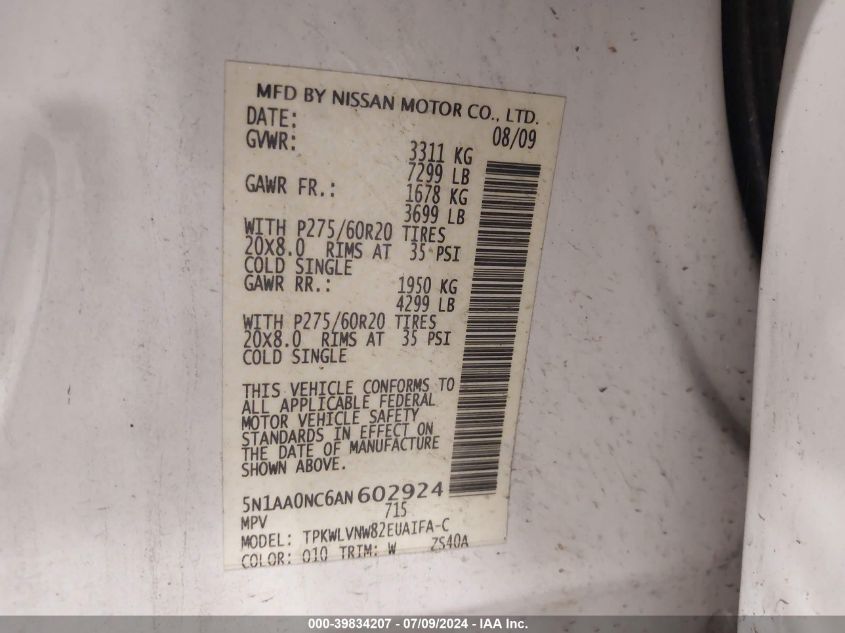 MFD BY NISSAN MOTOR CO., LTD.
DATE: 08/09
GVWR: 3311 KG
7299 LB
GAWR FR.: 1678 KG
3699 LB
WITH P275/60R20 TIRES
20X8.0 RIMS AT 35 PSI
COLD SINGLE
GAWR RR.: 1950 KG
4299 LB
WITH P275/60R20 TIRES
20X8.0 RIMS AT 35 PSI
COLD SINGLE
THIS VEHICLE CONFORMS TO
ALL APPLICABLE FEDERAL
MOTOR VEHICLE SAFETY
STANDARDS IN EFFECT ON
THE DATE OF MANUFACTURE
SHOWN ABOVE.
5N1AA0NC6AN 602924
MPV 715
MODEL: TPKWLVNW82EUAIFA-C
COLOR: Q10 TRIM: W ZS40A
000-39834207 - 07/09/2024 - IAA Inc.